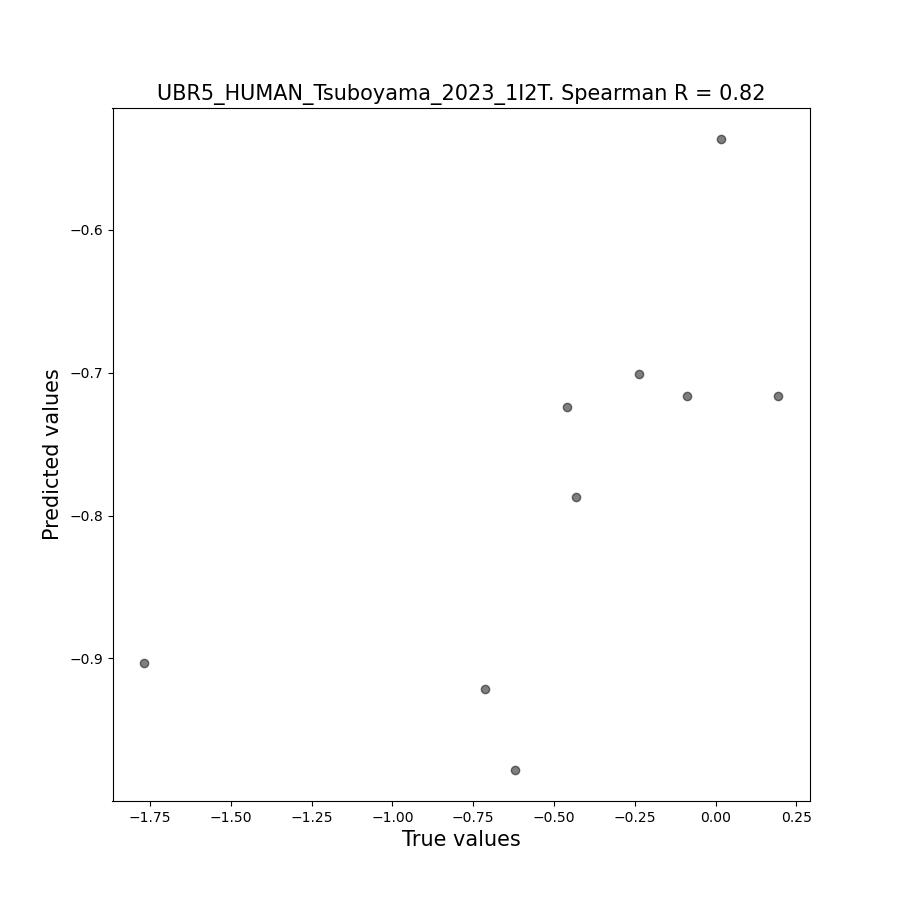 UBR5_HUMAN_Tsuboyama_2023_1I2T. Spearman R = 0.82
−0.6
−0.7
−0.8
−0.9
Predicted values
−1.75 −1.50 −1.25 −1.00 −0.75 −0.50 −0.25 0.00 0.25
True values